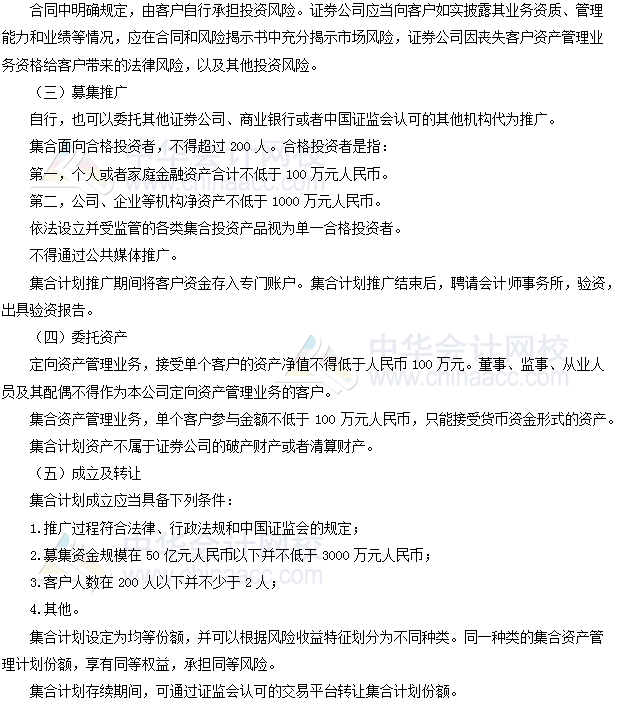 合同中明确规定，由客户自行承担投资风险。证券公司应当向客户如实披露其业务资质、管理
能力和业绩等情况，应在合同和风险揭示书中充分揭示市场风险，证券公司因丧失客户资产管理业
务资格给客户带来的法律风险，以及其他投资风险。
（三）募集推广
自行，也可以委托其他证券公司、商业银行或者中国证监会认可的其他机构代为推广。
集合面向合格投资者，不得超过 200 人。合格投资者是指：
第一，个人或者家庭金融资产合计不低于 100 万元人民币。
第二，公司、企业等机构净资产不低于 1000 万元人民币。
依法设立并受监管的各类集合投资产品视为单一合格投资者。
不得通过公共媒体推广。
集合计划推广期间将客户资金存入专门账户。集合计划推广结束后，聘请会计师事务所，验资，
出具验资报告。
（四）委托资产
定向资产管理业务，接受单个客户的资产净值不得低于人民币 100 万元。董事、监事、从业人
员及其配偶不得作为本公司定向资产管理业务的客户。
集合资产管理业务，单个客户参与金额不低于 100 万元人民币，只能接受货币资金形式的资产。
集合计划资产不属于证券公司的破产财产或者清算财产。
（五）成立及转让
集合计划成立应当具备下列条件：
1.推广过程符合法律、行政法规和中国证监会的规定；
2.募集资金规模在 50 亿元人民币以下并不低于 3000 万元人民币；
3.客户人数在 200 人以下并不少于 2 人；
4.其他。
集合计划设定为均等份额，并可以根据风险收益特征划分为不同种类。同一种类的集合资产管
理计划份额，享有同等权益，承担同等风险。
集合计划存续期间，可通过证监会认可的交易平台转让集合计划份额。
中华会计网校
www.chinaacc.com
中华会计网校
www.chinaacc.com
中华会计网校
www.chinaacc.com